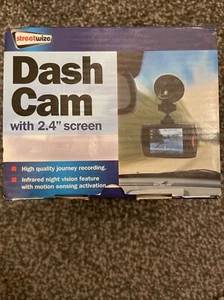 streetwize
Dash
Cam
with 2.4" screen
High quality journey recording.
Infrared night vision feature
with motion sensing activation.